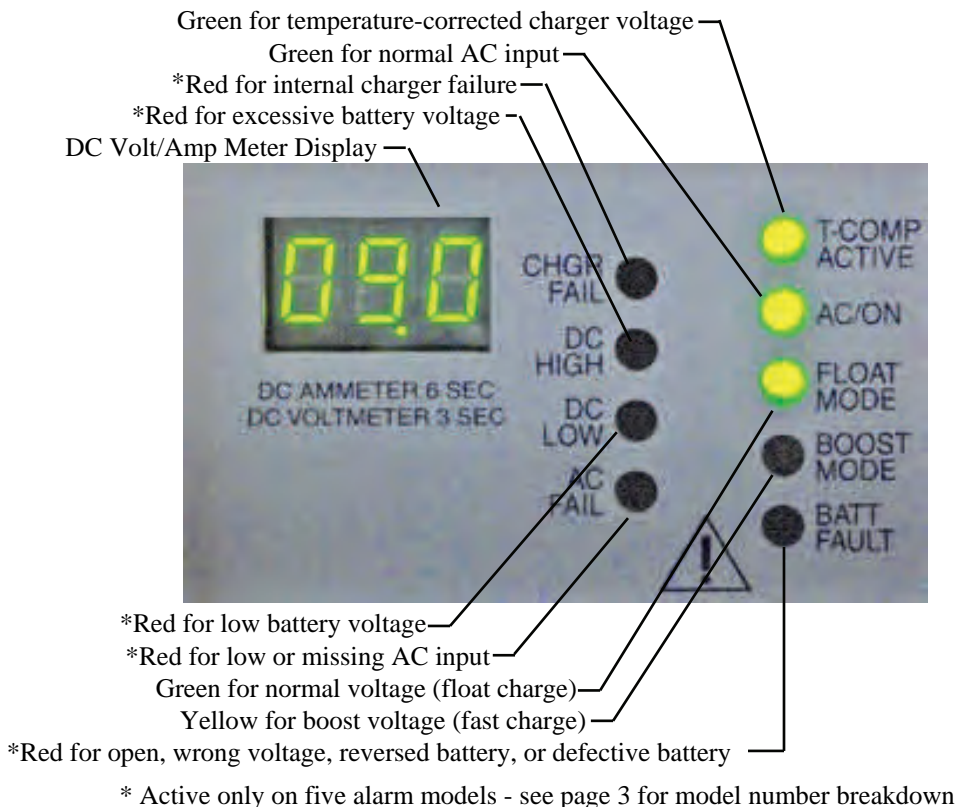 Green for temperature-corrected charger voltage
Green for normal AC input
*Red for internal charger failure
*Red for excessive battery voltage
DC Volt/Amp Meter Display
09.0
DC AMMETER 6 SEC
DC VOLTMETER 3 SEC
CHGR
FAIL
DC
HIGH
DC
LOW
AC
FAIL
T-COMP
ACTIVE
AC/ON
FLOAT
MODE
BOOST
MODE
BATT
FAULT
!
*Red for low battery voltage
*Red for low or missing AC input
Green for normal voltage (float charge)
Yellow for boost voltage (fast charge)
*Red for open, wrong voltage, reversed battery, or defective battery
* Active only on five alarm models - see page 3 for model number breakdown